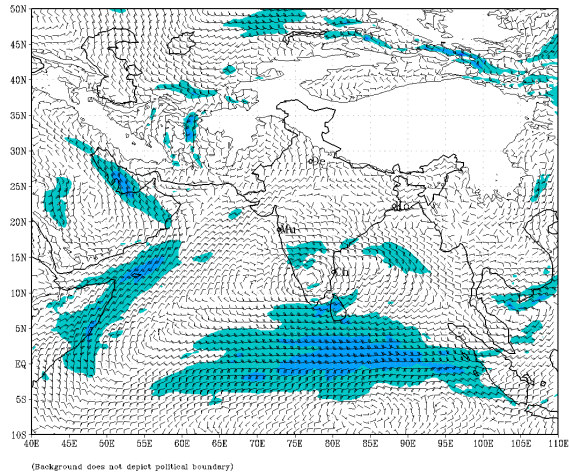 50N
45N
40N
35N
30N
25N
20N
15N
10N
5N
EQ
5S
10S
Mu
Ch
40E 45E 50E 55E 60E 65E 70E 75E 80E 85E 90E 95E 100E 105E 110E
(Background does not depict political boundary)